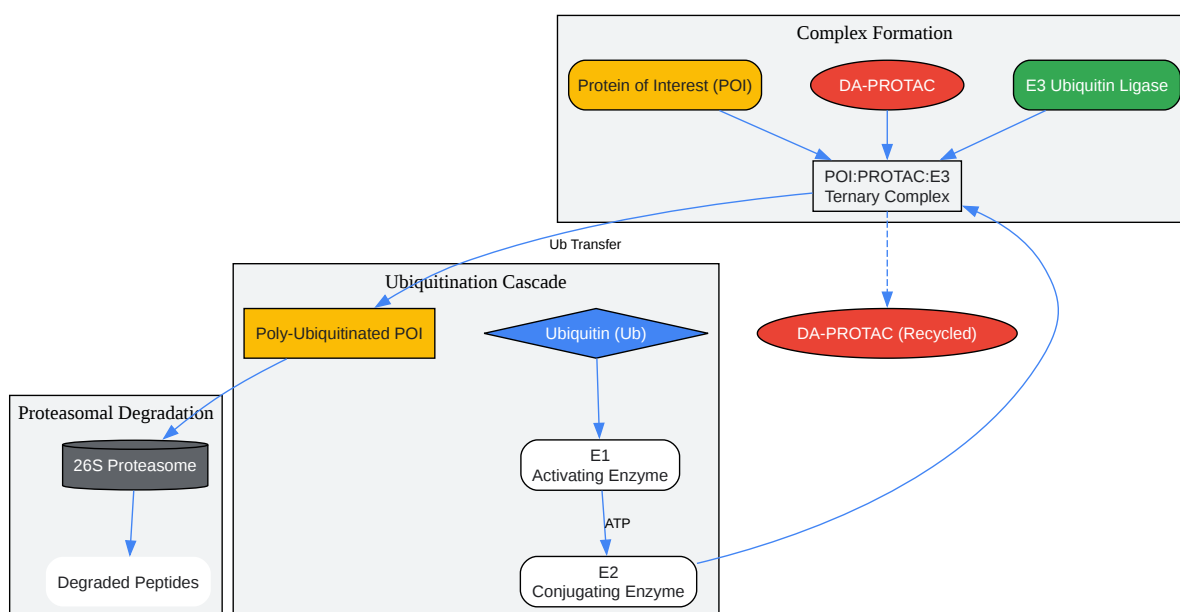 Complex Formation
Protein of Interest (POI)
DA-PROTAC
E3 Ubiquitin Ligase
POI:PROTAC:E3
Ternary Complex
Ub Transfer
Ubiquitination Cascade
Poly-Ubiquitinated POI
Ubiquitin (Ub)
DA-PROTAC (Recycled)
Proteasomal Degradation
26S Proteasome
E1
Activating Enzyme
ATP
Degraded Peptides
E2
Conjugating Enzyme